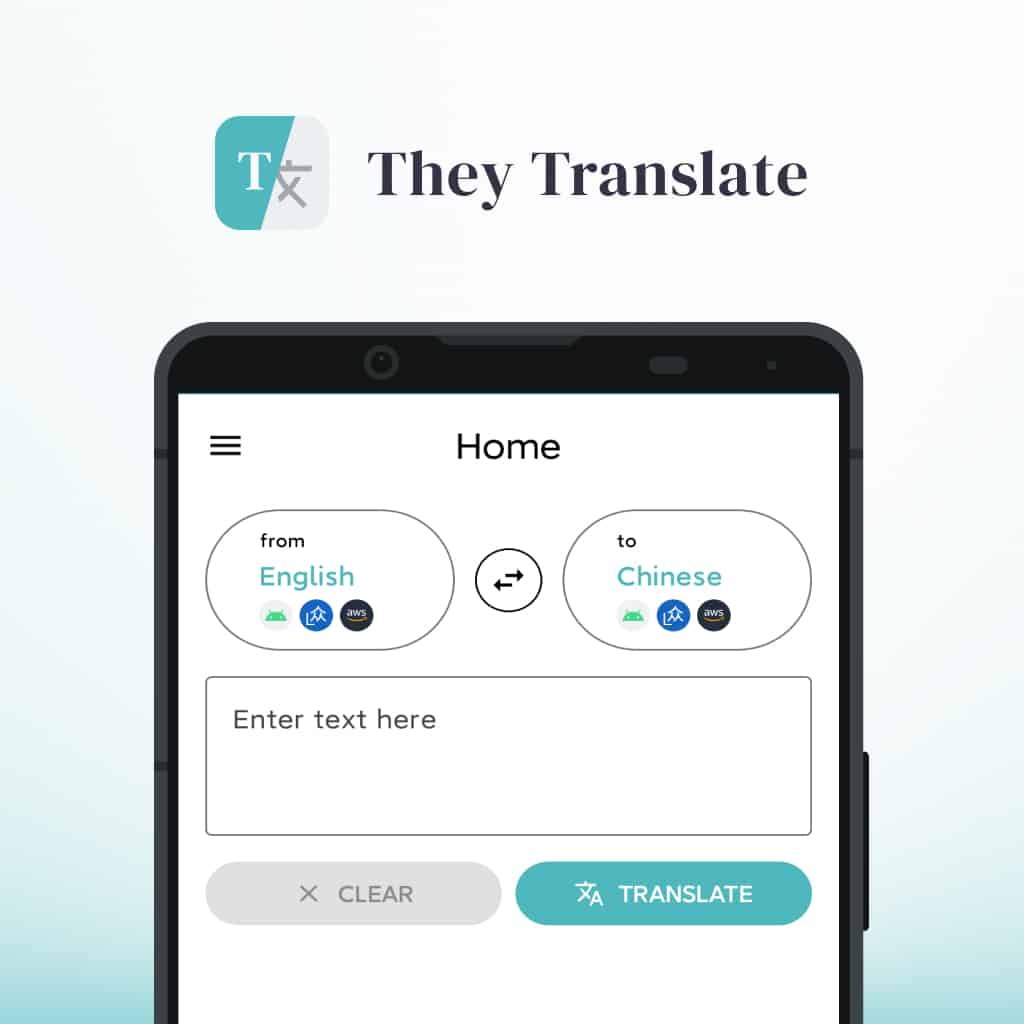 T文
They Translate
Home
from
English
aws
to
Chinese
aws
Enter text here
CLEAR
TRANSLATE